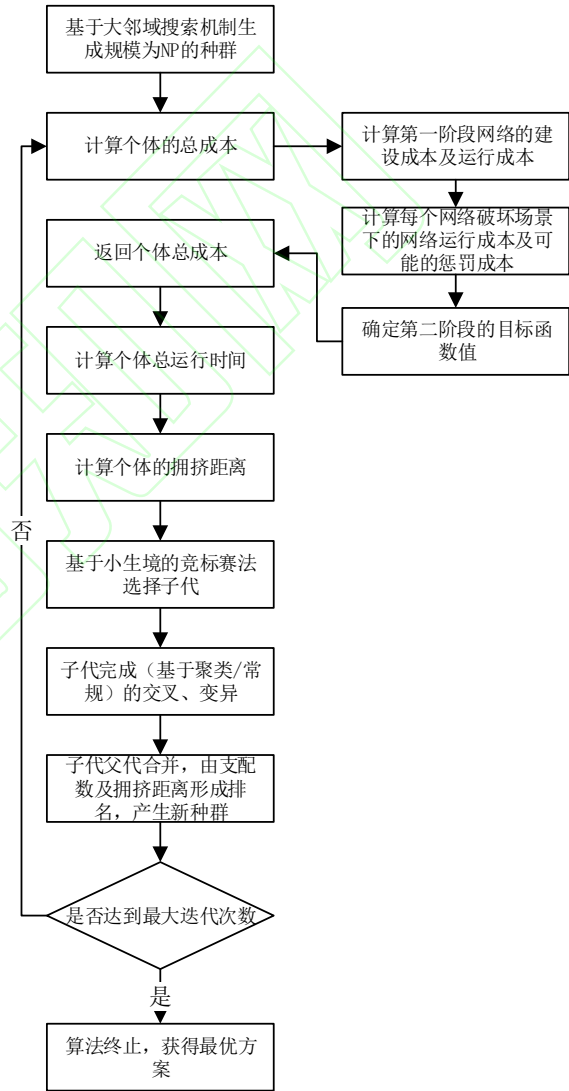 基于大邻域搜索机制生
成规模为NP的种群
计算个体的总成本
计算第一阶段网络的建
设成本及运行成本
计算每个网络破坏场景
下的网络运行成本及可
能的惩罚成本
确定第二阶段的目标函
数值
返回个体总成本
计算个体总运行时间
计算个体的拥挤距离
基于小生境的竞标赛法
选择子代
子代完成（基于聚类/常
规）的交叉、变异
子代父代合并，由支配
数及拥挤距离形成排
名，产生新种群
是否达到最大迭代次数
否
是
算法终止，获得最优方
案